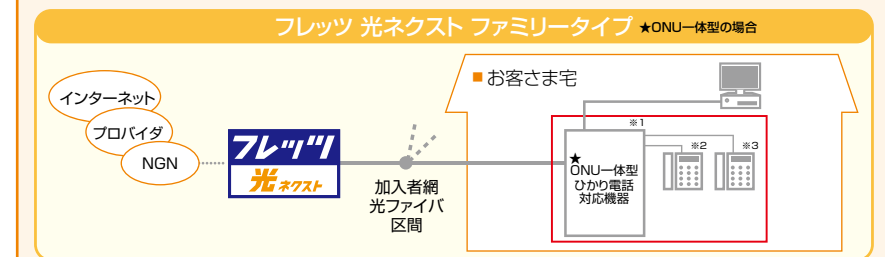 フレッツ 光ネクスト ファミリータイプ ★ONU一体型の場合
■お客さま宅
インターネット
プロバイダ
NGN
フレッツ
光ネクスト
加入者網
光ファイバ
区間
※1
★
ONU一体型
ひかり電話
対応機器
※2
※3